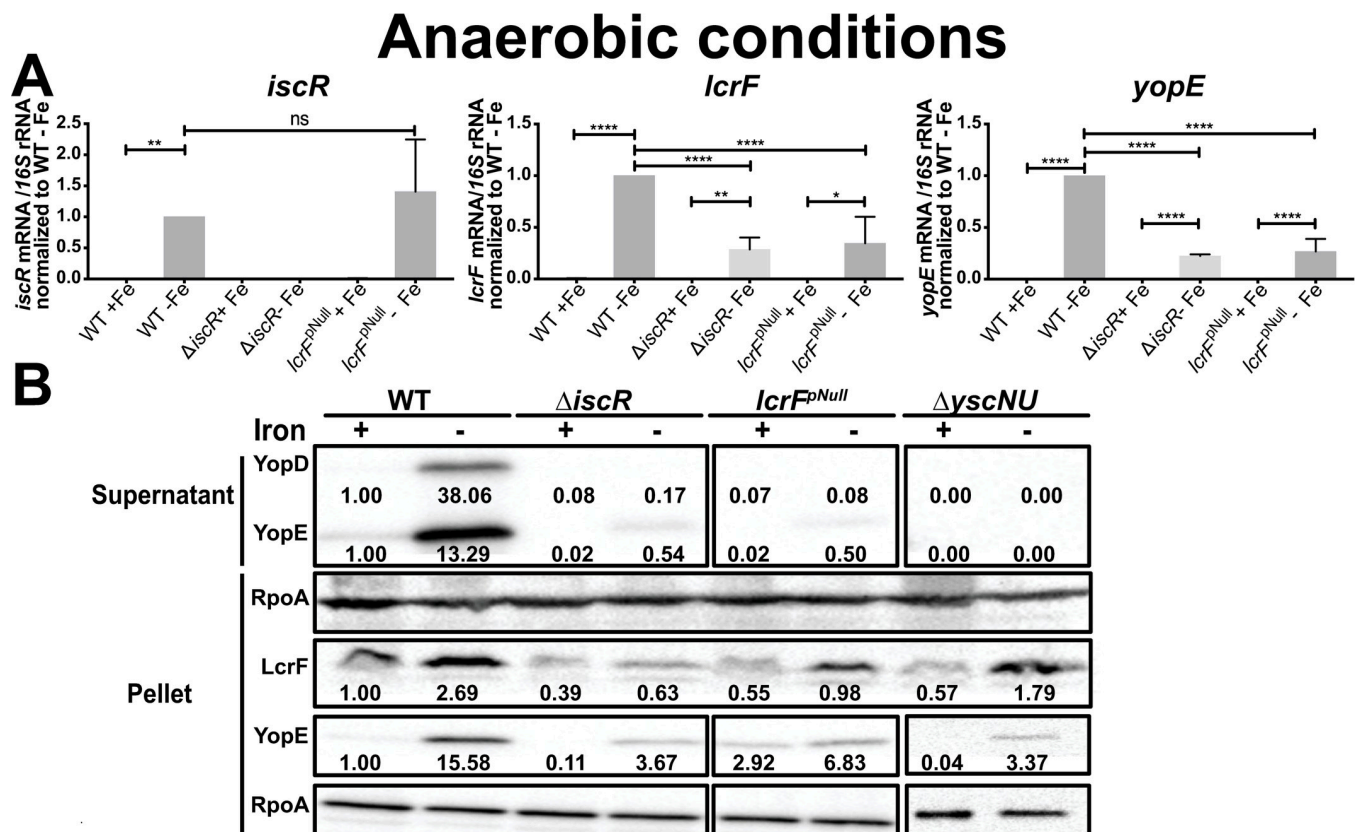 Anaerobic conditions
A
iscR
iscR mRNA /16S rRNA
normalized to WT - Fe
2.5
2.0
1.5
1.0
0.5
0.0
**
ns
WT +Fe
WT -Fe
ΔiscR+ Fe
ΔiscR- Fe
lcrFpNull + Fe
lcrFpNull - Fe
lcrF
lcrF mRNA/16S rRNA
normalized to WT - Fe
1.5
1.0
0.5
0.0
****
****
****
**
*
WT +Fe
WT -Fe
ΔiscR+ Fe
ΔiscR- Fe
lcrFpNull + Fe
lcrFpNull - Fe
yopE
yopE mRNA /16S rRNA
normalized to WT - Fe
1.5
1.0
0.5
0.0
****
****
****
****
****
WT +Fe
WT -Fe
ΔiscR+ Fe
ΔiscR- Fe
lcrFpNull + Fe
lcrFpNull - Fe
B
WT ΔiscR lcrFpNull ΔyscNU
Iron + - + - + - + -
Supernatant
YopD
1.00 38.06 0.08 0.17 0.07 0.08 0.00 0.00
YopE
1.00 13.29 0.02 0.54 0.02 0.50 0.00 0.00
Pellet
RpoA
LcrF
1.00 2.69 0.39 0.63 0.55 0.98 0.57 1.79
YopE
1.00 15.58 0.11 3.67 2.92 6.83 0.04 3.37
RpoA